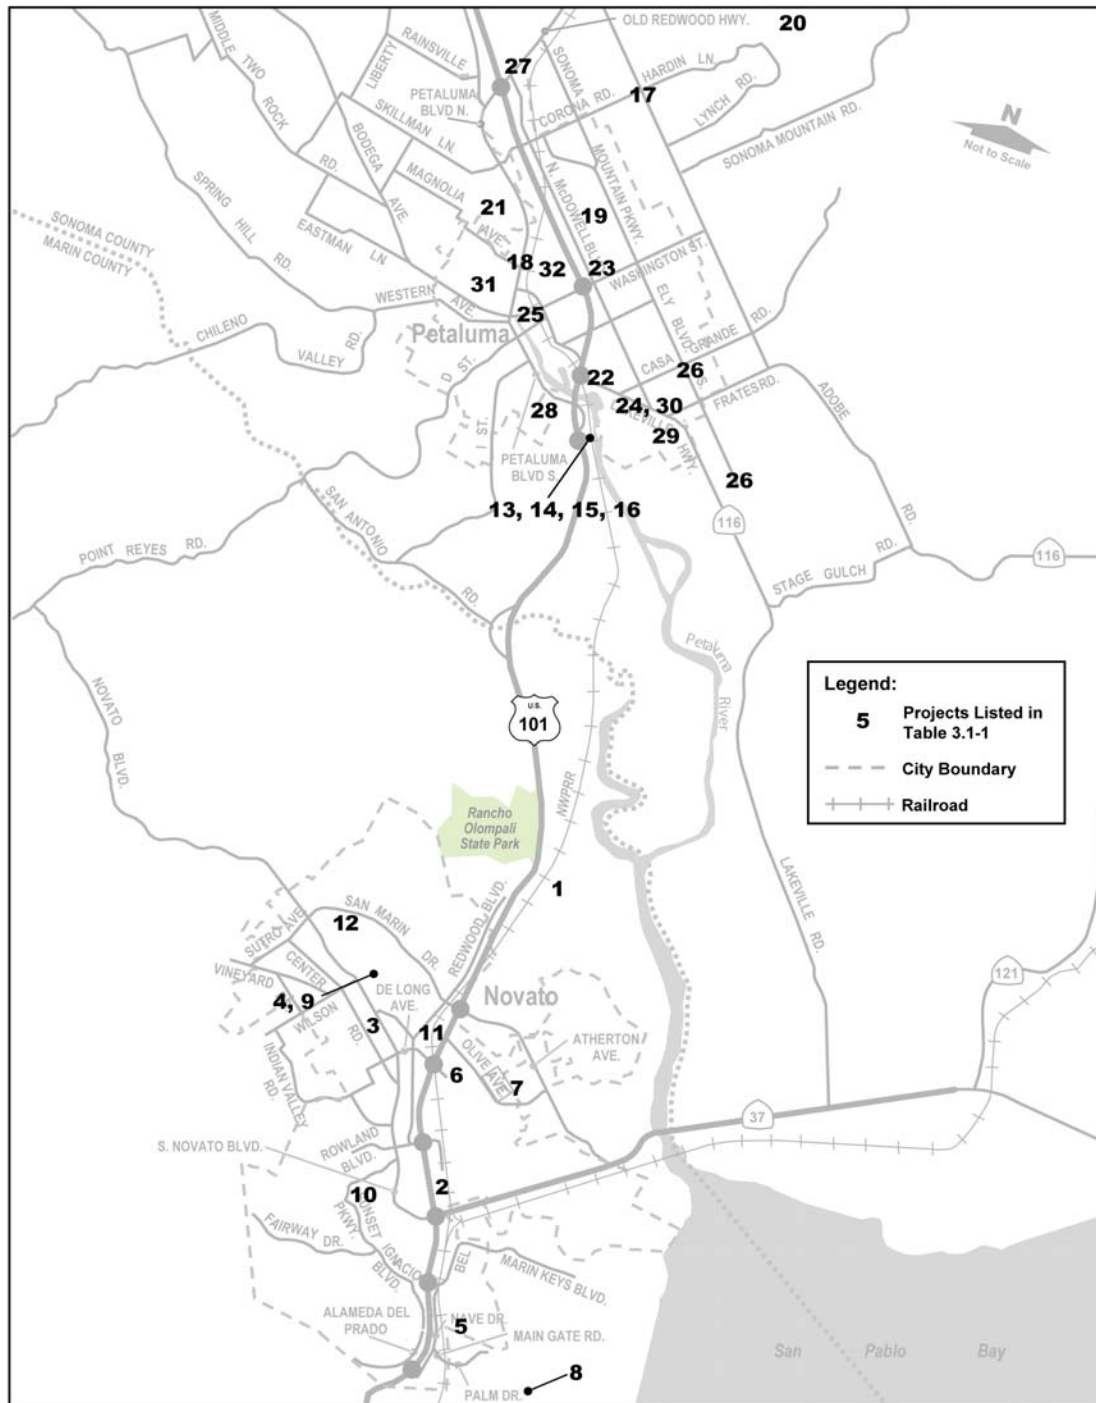 OLD REDWOOD HWY.
20
MIDDLE TWO
ROCK
RD.
RAINSVILLE
LIBERTY
27
SONOMA
MOUNTAIN PKWY.
HARDIN LN.
17
LYNCH RD.
PETALUMA
BLVD N.
CORONA RD.
SKILLMAN LN.
SONOMA MOUNTAIN RD.
N
Not to Scale
BODEGA
AVE.
MAGNOLIA
AVE.
N. McDOWELL BLV
SPRING HILL RD.
21
19
SONOMA COUNTY
MARIN COUNTY
EASTMAN LN.
18
32
23
WASHINGTON ST.
31
WESTERN
AVE.
25
ELY BLVD. S.
CHILENO
VALLEY
RD.
Petaluma
D ST.
CASA GRANDE RD.
22
26
I ST.
28
24, 30
LAKEVILLE HWY.
FRATES RD.
ADOBE
RD.
29
PETALUMA
BLVD S.
26
SAN ANTONIO
RD.
13, 14, 15, 16
116
POINT REYES RD.
STAGE GULCH RD.
116
Petaluma
River
NOVATO
BLVD.
U.S.
101
Legend:
5 Projects Listed in
Table 3.1-1
City Boundary
Railroad
NWPRR
Rancho
Olompali
State Park
LAKEVILLE RD.
1
REDWOOD BLVD.
SAN MARIN
DR.
12
SUTRO AVE.
CENTER
RD.
VINEYARD
121
4, 9
WILSON
DE LONG
AVE.
Novato
3
11
OLIVE AVE.
ATHERTON
AVE.
INDIAN VALLEY
RD.
6
7
37
ROWLAND
BLVD.
S. NOVATO BLVD.
10
2
SUNSET
PKWY.
FAIRWAY DR.
IGNACIO
BLVD.
BEL
MARIN KEYS BLVD.
ALAMEDA DEL
PRADO
NAVE DR.
5
MAIN GATE RD.
San Pablo Bay
8
PALM DR.